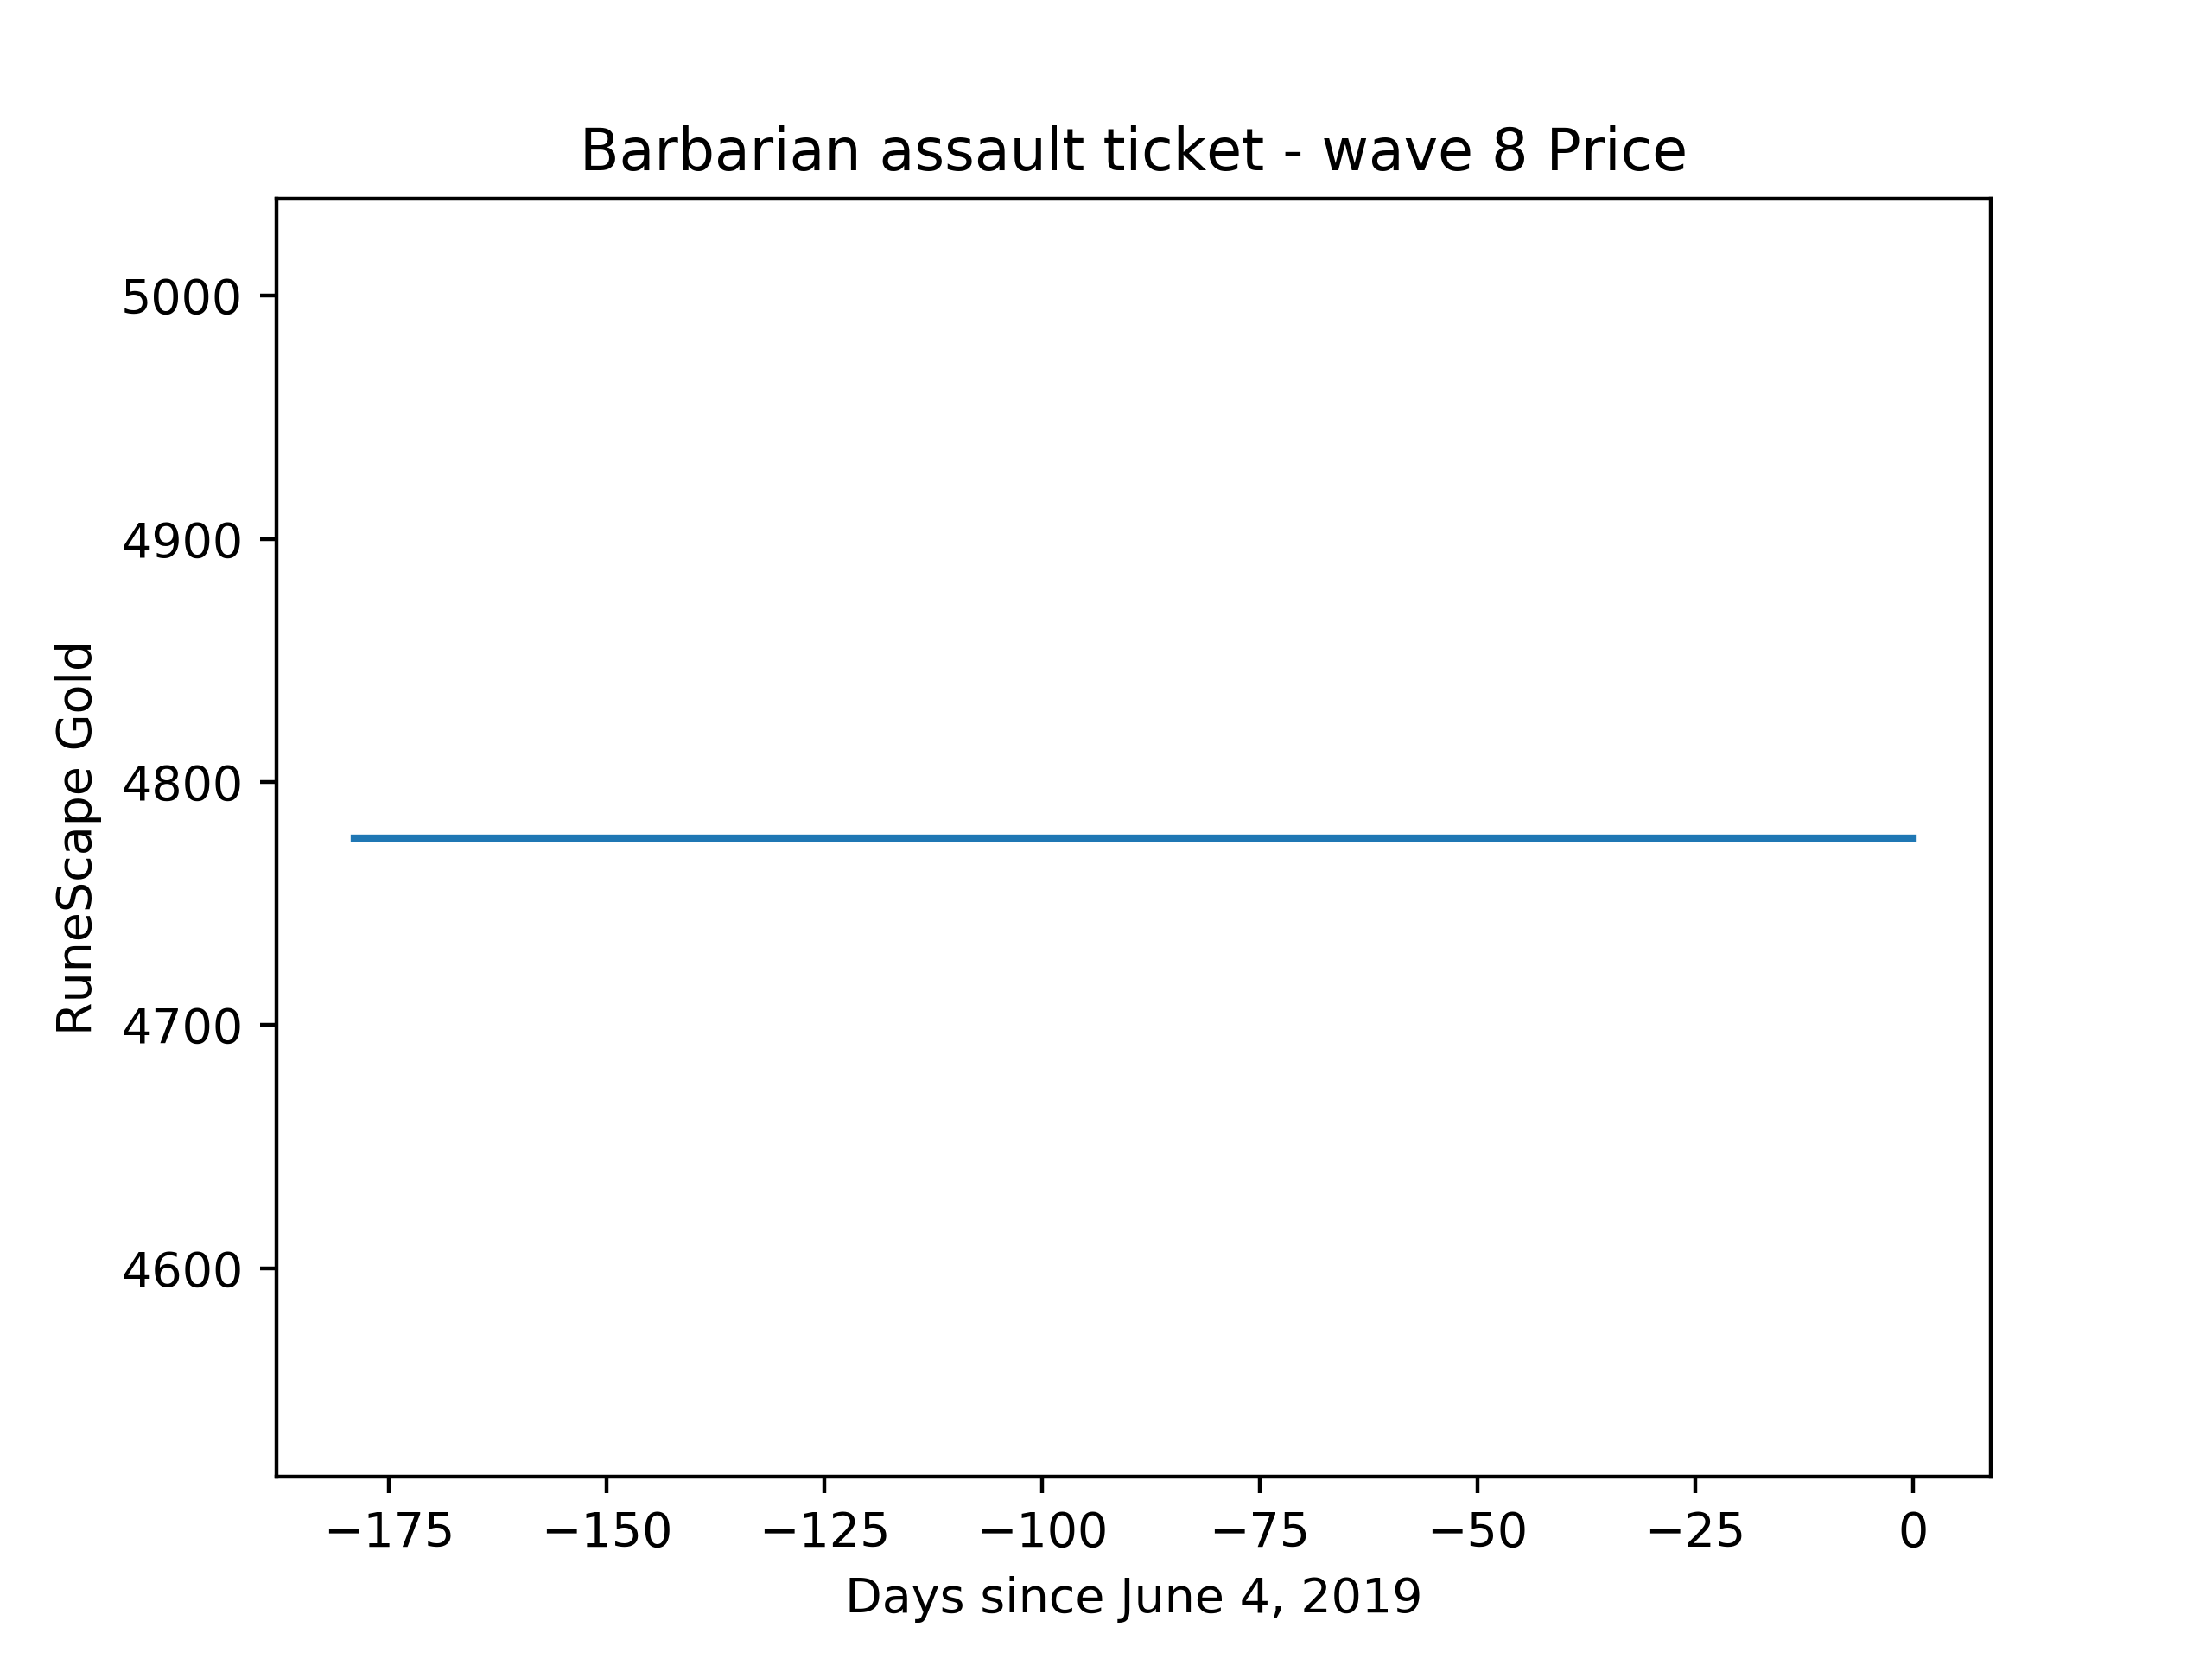 Barbarian assault ticket - wave 8 Price
5000
4900
4800
4700
4600
RuneScape Gold
−175 −150 −125 −100 −75 −50 −25 0
Days since June 4, 2019